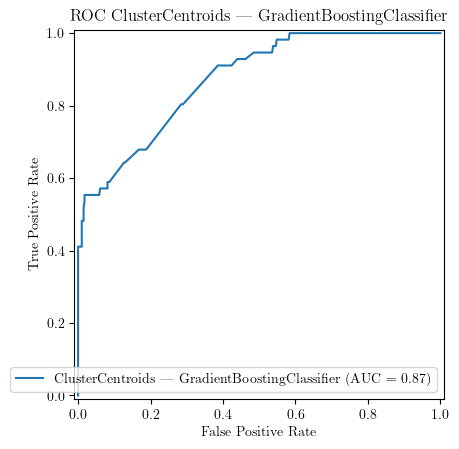 ROC ClusterCentroids — GradientBoostingClassifier
1.0
0.8
0.6
0.4
0.2
0.0
True Positive Rate
ClusterCentroids — GradientBoostingClassifier (AUC = 0.87)
0.0 0.2 0.4 0.6 0.8 1.0
False Positive Rate